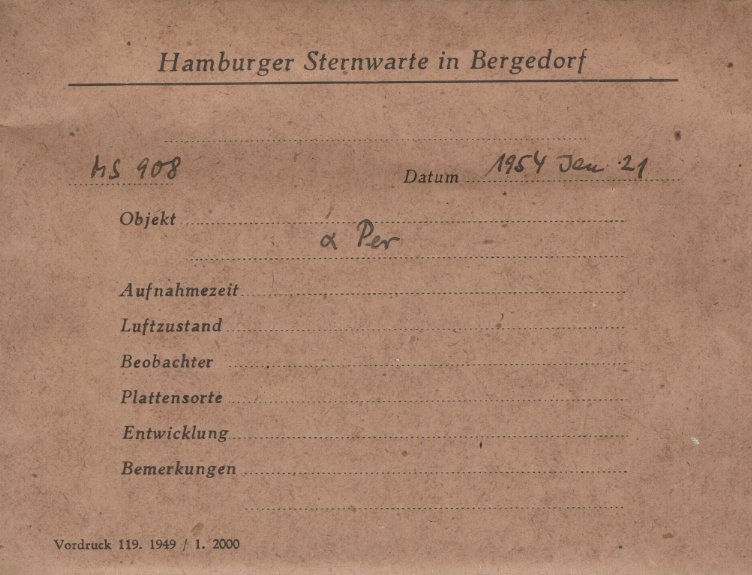 Hamburger Sternwarte in Bergedorf
MS 908 Datum 1954 Jan 21
Objekt
α Per
Aufnahmezeit
Luftzustand
Beobachter
Plattensorte
Entwicklung
Bemerkungen
Vordruck 119. 1949 / 1. 2000